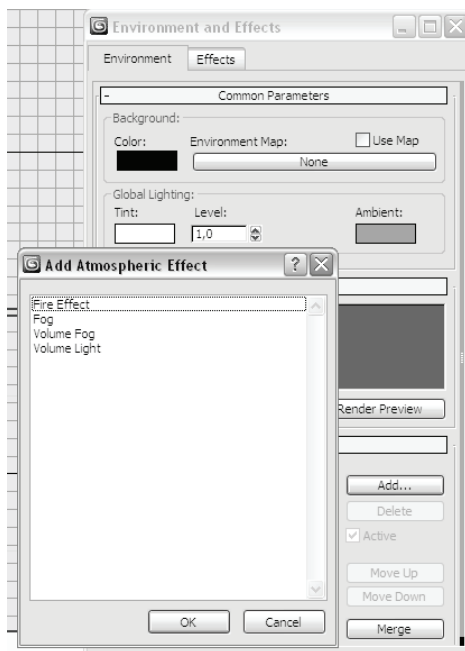 Environment and Effects
Environment
Effects
- Common Parameters
Background:
Color:
Environment Map:
Use Map
None
Global Lighting:
Tint:
Level:
Ambient:
1,0
Add Atmospheric Effect
Fire Effect
Fog
Volume Fog
Volume Light
OK
Cancel
Render Preview
Add...
Delete
Active
Move Up
Move Down
Merge